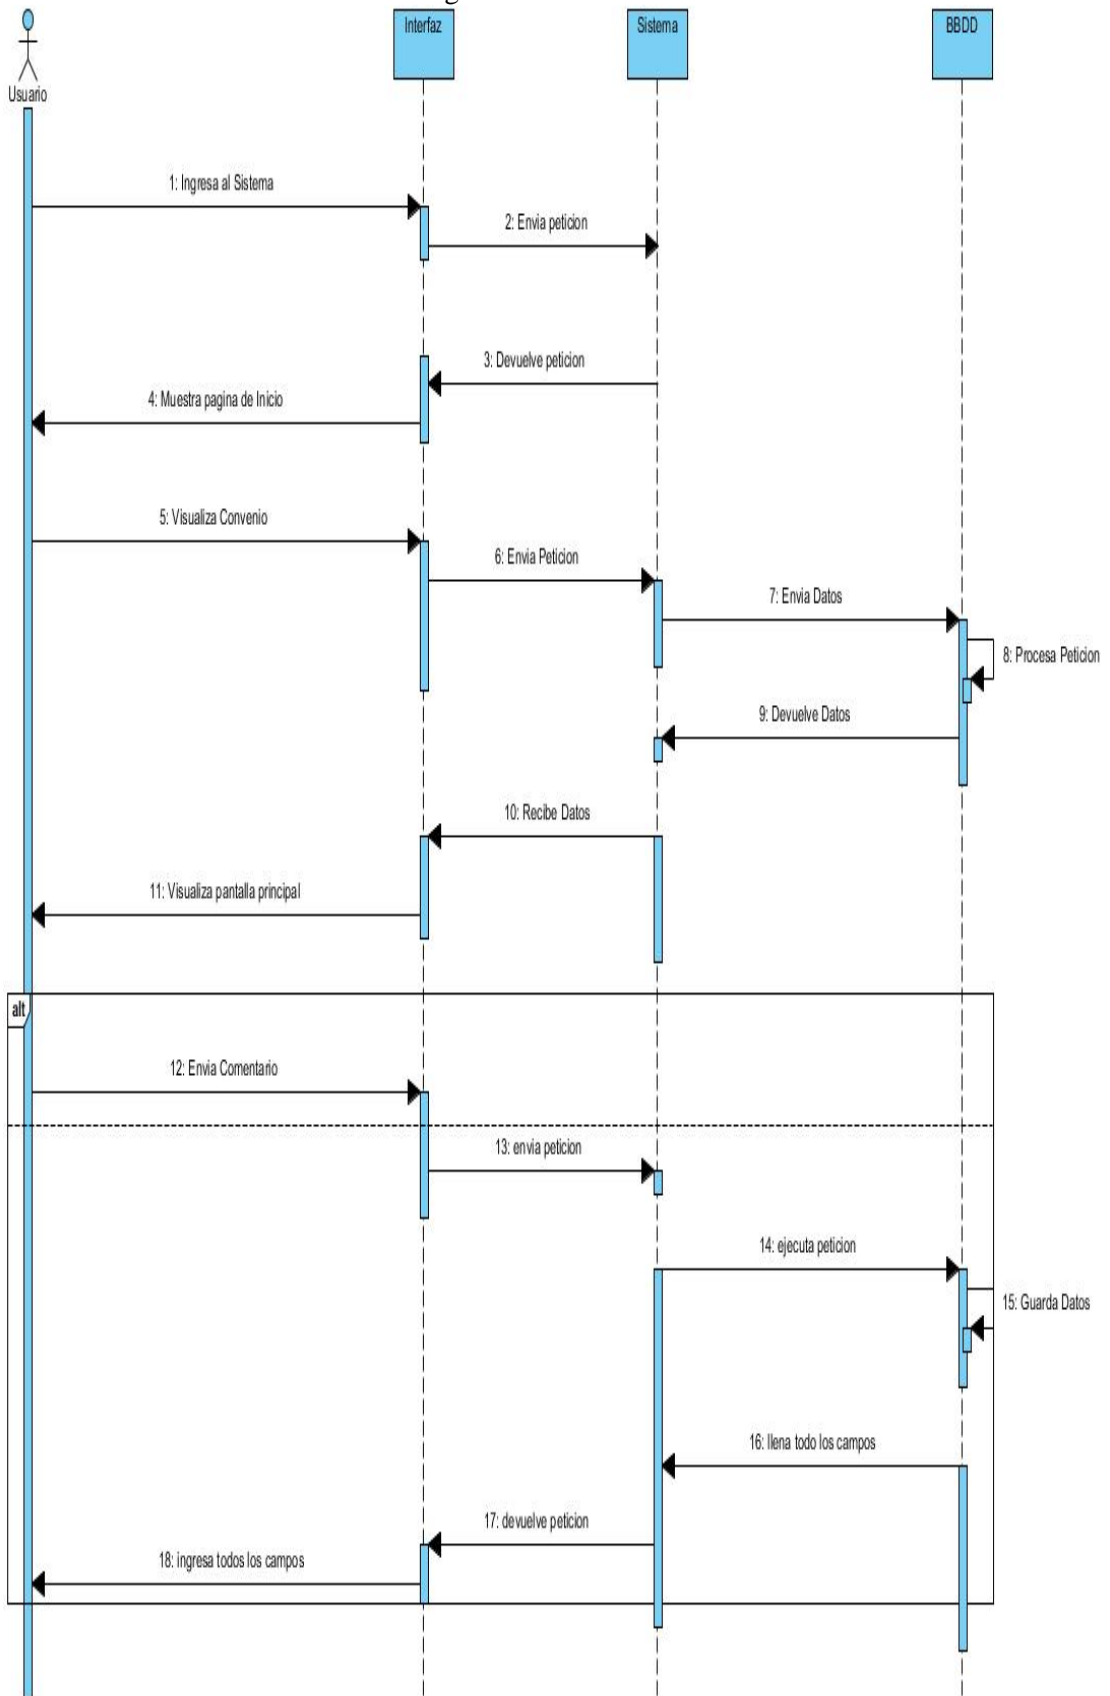 Usuario
Interfaz
Sistema
BBDD
1: Ingresa al Sistema
2: Envia peticion
3: Devuelve peticion
4: Muestra pagina de Inicio
5: Visualiza Convenio
6: Envia Peticion
7: Envia Datos
8: Procesa Peticion
9: Devuelve Datos
10: Recibe Datos
11: Visualiza pantalla principal
alt
12: Envia Comentario
13: envia peticion
14: ejecuta peticion
15: Guarda Datos
16: llena todo los campos
17: devuelve peticion
18: ingresa todos los campos